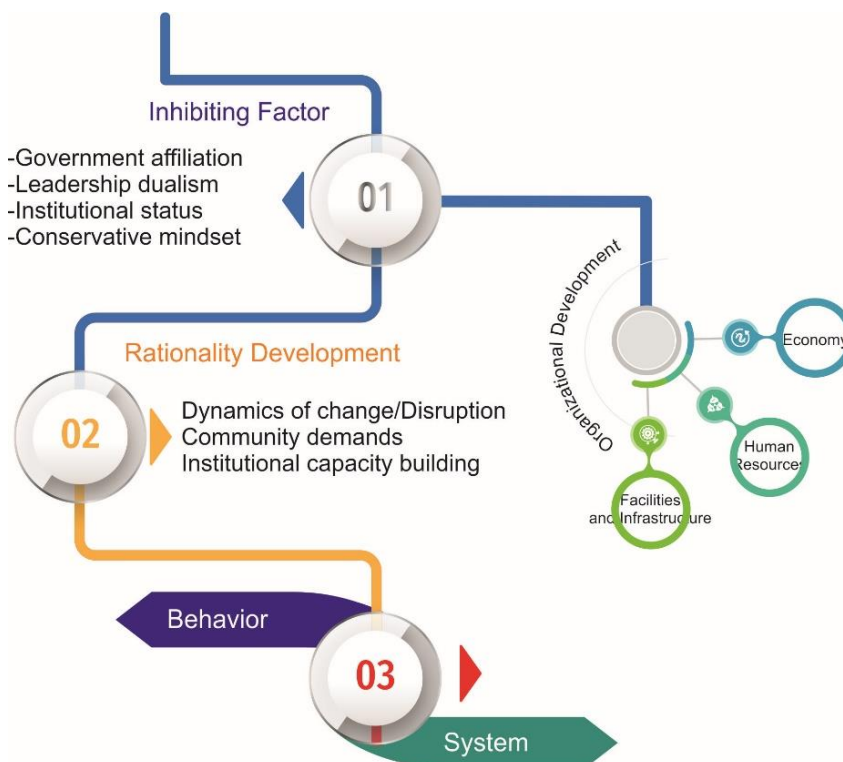 Inhibiting Factor
-Government affiliation
-Leadership dualism
-Institutional status
-Conservative mindset
01
Organizational Development
Economy
Human
Resources
Facilities
and Infrastructure
Rationality Development
02
Dynamics of change/Disruption
Community demands
Institutional capacity building
Behavior
03
System